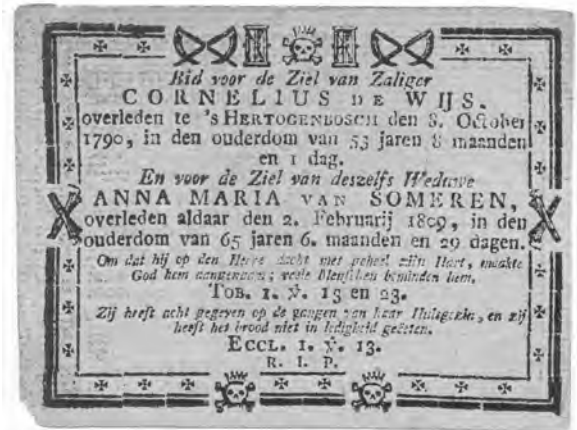 Bid voor de Ziel van Zaliger
CORNELIUS DE WIJS.
overleden te 's HERTOGENBOSCH den 8. October
1790, in den ouderdom van 53 jaren 8 maanden
en 1 dag.
En voor de Ziel van deszelfs Weduwe
ANNA MARIA VAN SOMEREN,
overleden aldaar den 2. Februarij 1809, in den
ouderdom van 65 jaren 6. maanden en 29 dagen.
Om dat hij op den Heere dacht met geheel zijn Hart, maakte
God hem aangenaam; veele Menschen beminden hem.
TOB. 1. ỳ. 13 en 23.
Zij heeft acht gegeven op de gangen van haar Huisgezin, en zij
heeft het brood niet in ledigheid gegeten.
ECCL. 1. ỳ. 13.
R. I. P.